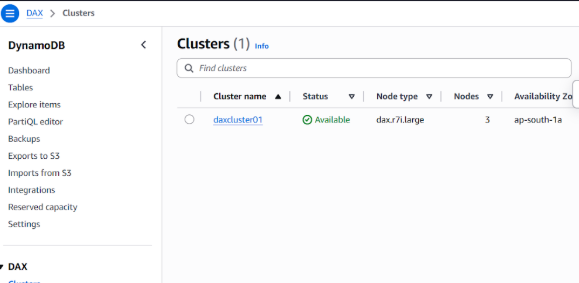 DAX > Clusters
DynamoDB
Dashboard
Tables
Explore items
PartiQL editor
Backups
Exports to S3
Imports from S3
Integrations
Reserved capacity
Settings
DAX
Clusters
Clusters (1) Info
Find clusters
Cluster name Status Node type Nodes Availability Zo
daxcluster01 Available dax.r7i.large 3 ap-south-1a